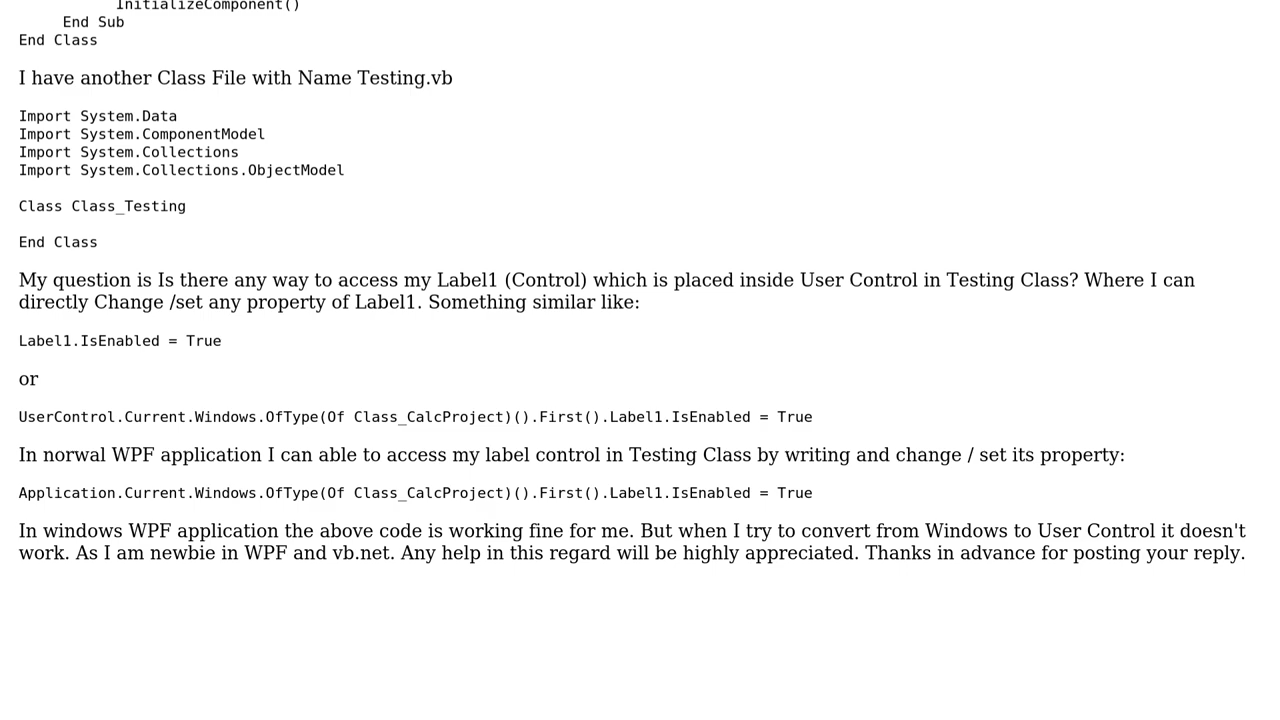 InitializeComponent()
End Sub
End Class
I have another Class File with Name Testing.vb
Import System.Data
Import System.ComponentModel
Import System.Collections
Import System.Collections.ObjectModel
Class Class_Testing
End Class
My question is Is there any way to access my Label1 (Control) which is placed inside User Control in Testing Class? Where I can
directly Change /set any property of Label1. Something similar like:
Label1.IsEnabled = True
or
UserControl.Current.Windows.OfType(Of Class_CalcProject)().First().Label1.IsEnabled = True
In norwal WPF application I can able to access my label control in Testing Class by writing and change / set its property:
Application.Current.Windows.OfType(Of Class_CalcProject)().First().Label1.IsEnabled = True
In windows WPF application the above code is working fine for me. But when I try to convert from Windows to User Control it doesn't
work. As I am newbie in WPF and vb.net. Any help in this regard will be highly appreciated. Thanks in advance for posting your reply.